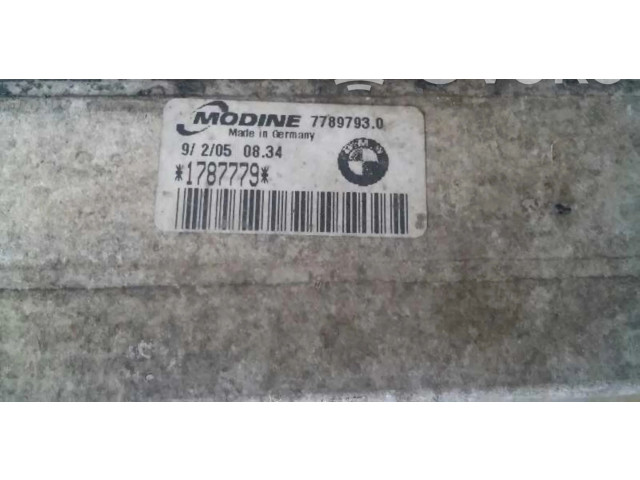 MODINE 7789793.0
Made in Germany
9/ 2/05 08.34
*1787779*